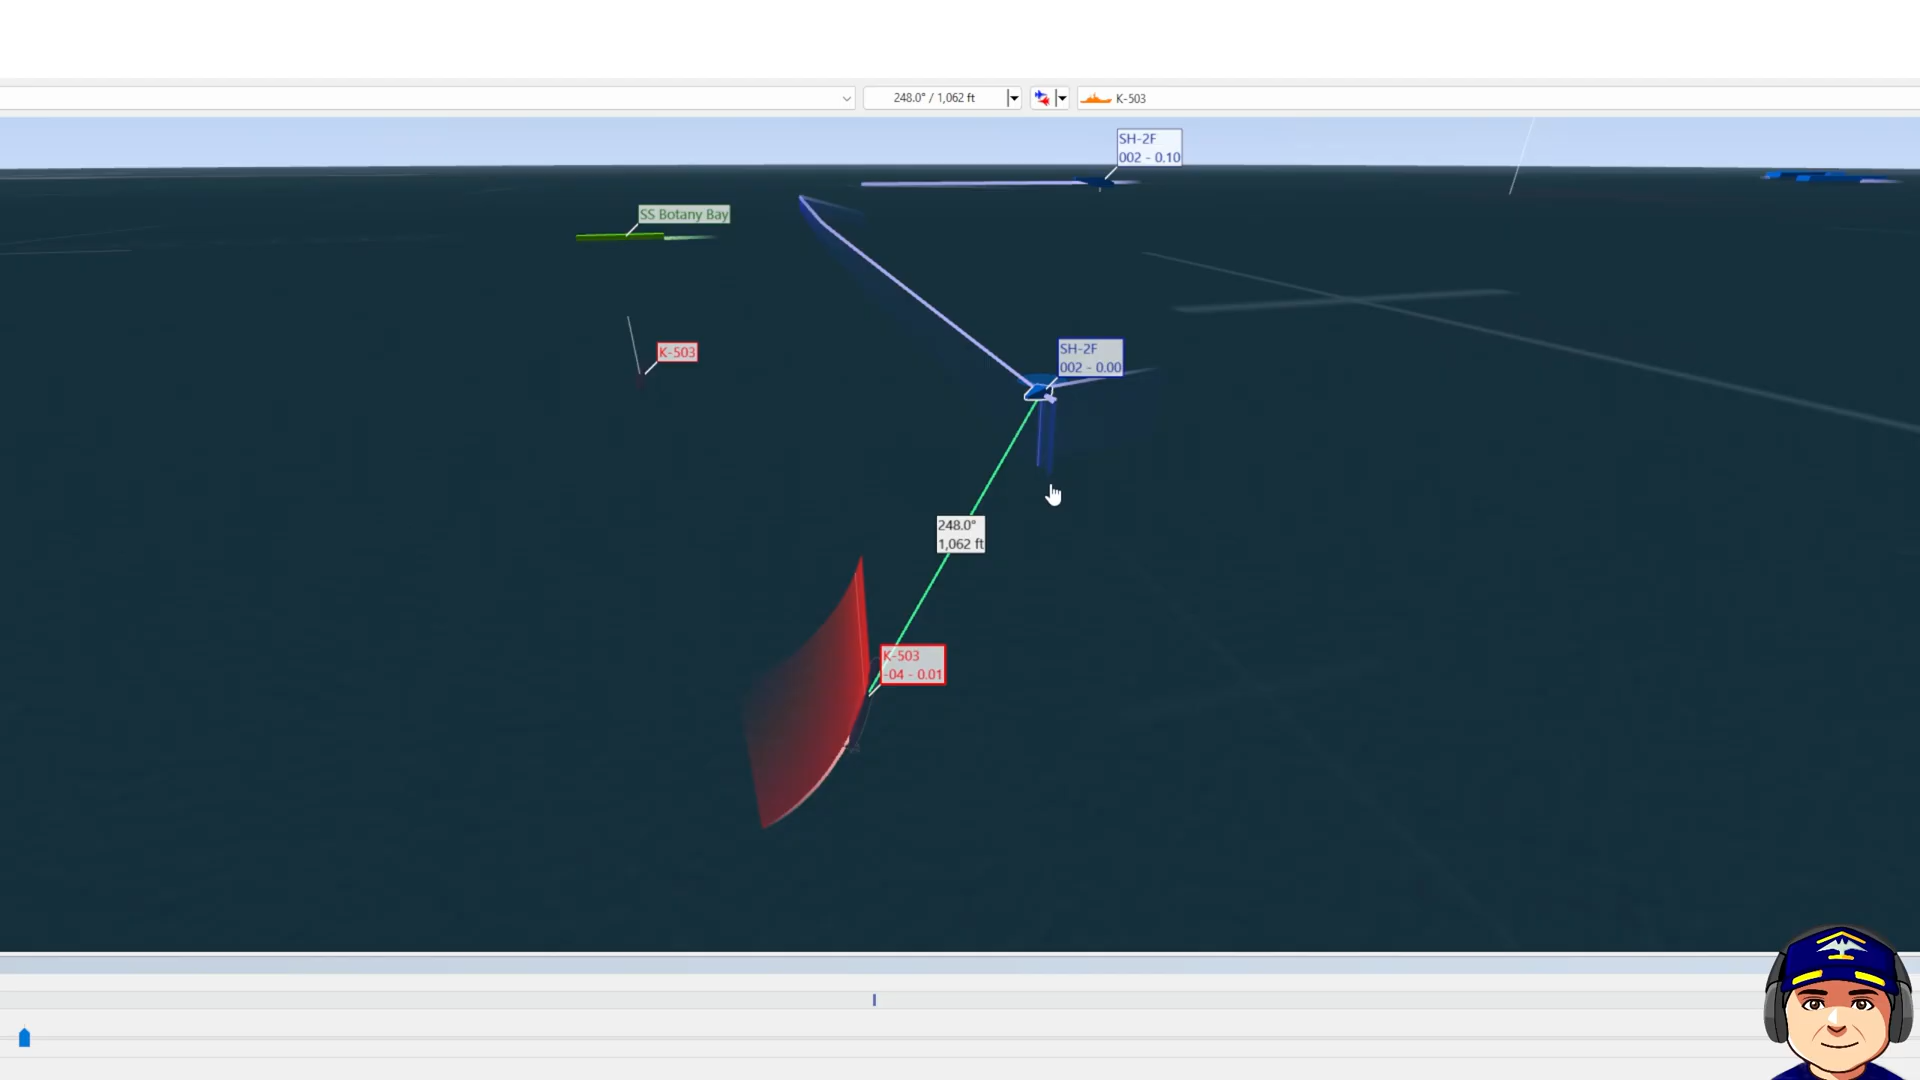 248.0° / 1,062 ft
K-503
SH-2F
002 - 0.10
SS Botany Bay
K-503
SH-2F
002 - 0.00
248.0°
1,062 ft
K-503
-04 - 0.01